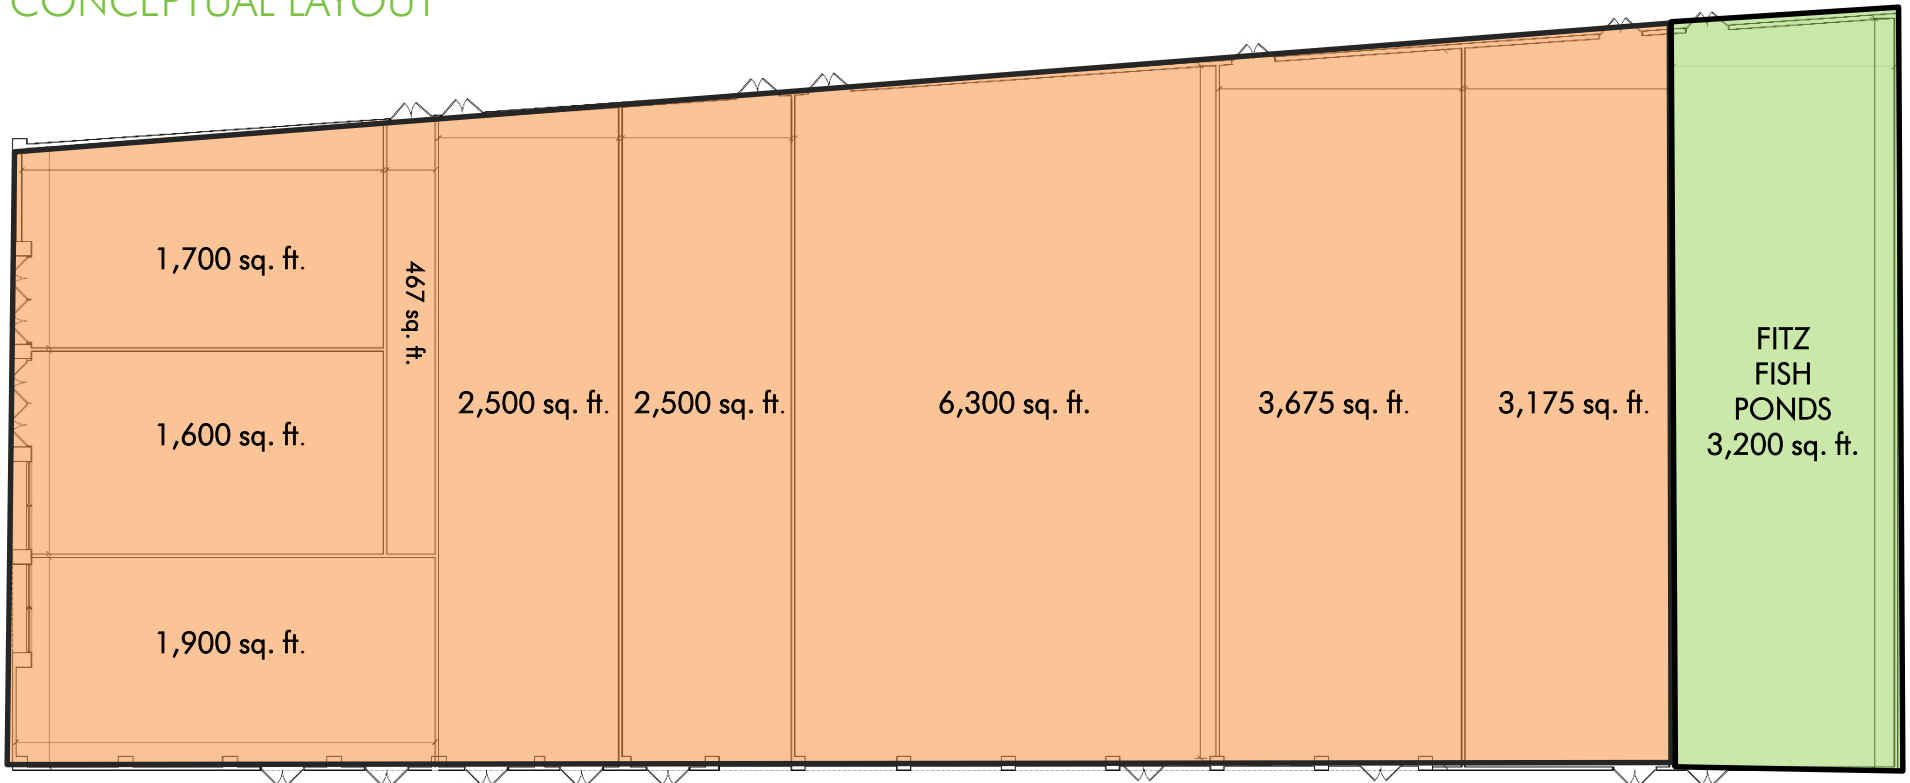 CONCEPTUAL LAYOUT
1,700 sq. ft.
467 sq. ft.
1,600 sq. ft.
1,900 sq. ft.
2,500 sq. ft.
2,500 sq. ft.
6,300 sq. ft.
3,675 sq. ft.
3,175 sq. ft.
FITZ
FISH
PONDS
3,200 sq. ft.